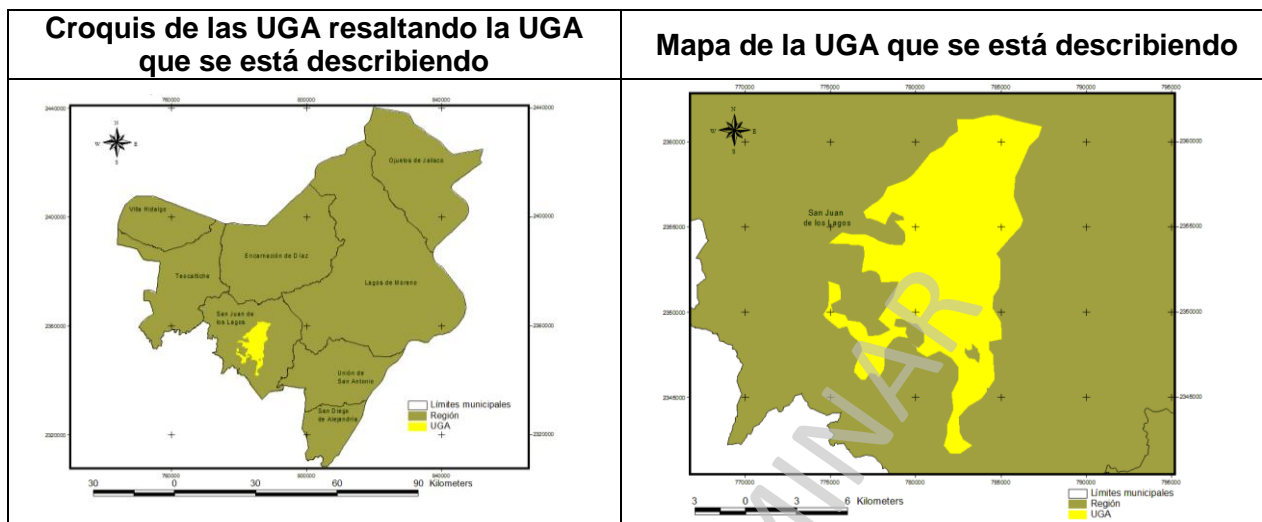 Croquis de las UGA resaltando la UGA
que se está describiendo
Mapa de la UGA que se está describiendo
760000
800000
840000
2440000
2440000
N
W
E
S
Ojuelos de Jalisco
Villa Hidalgo
2400000
2400000
Encarnación de Díaz
Teocaltiche
Lagos de Moreno
San Juan de
los Lagos
2360000
2360000
Unión de
San Antonio
San Diego
de Alejandría
Límites municipales
Región
UGA
2320000
2320000
760000
800000
840000
30
0
30
60
90
Kilometers
770000
775000
780000
785000
790000
795000
N
W
E
S
2360000
2360000
San Juan
de los Lagos
2355000
2355000
2350000
2350000
2345000
2345000
770000
775000
780000
785000
790000
795000
3
0
3
6
Kilometers
Límites municipales
Región
UGA
MINAR